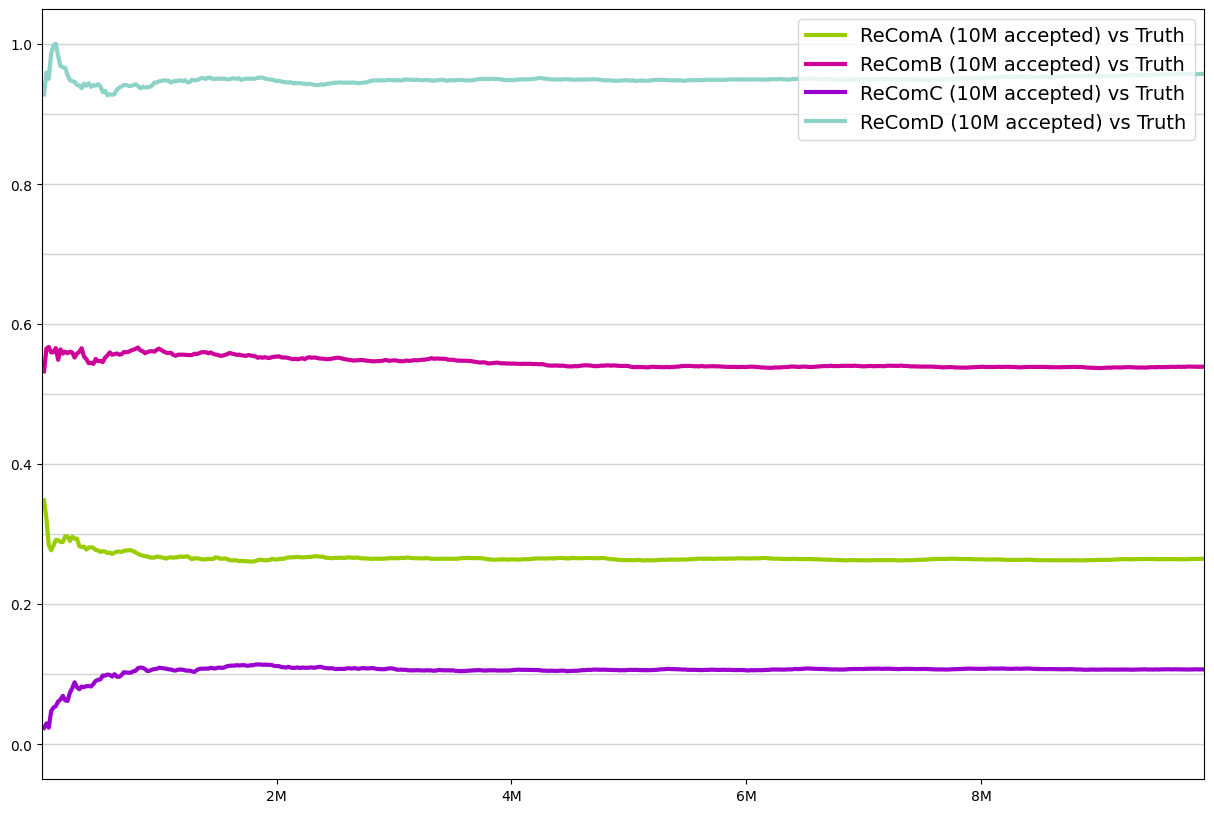 1.0
0.8
0.6
0.4
0.2
0.0
2M
4M
6M
8M
ReComA (10M accepted) vs Truth
ReComB (10M accepted) vs Truth
ReComC (10M accepted) vs Truth
ReComD (10M accepted) vs Truth